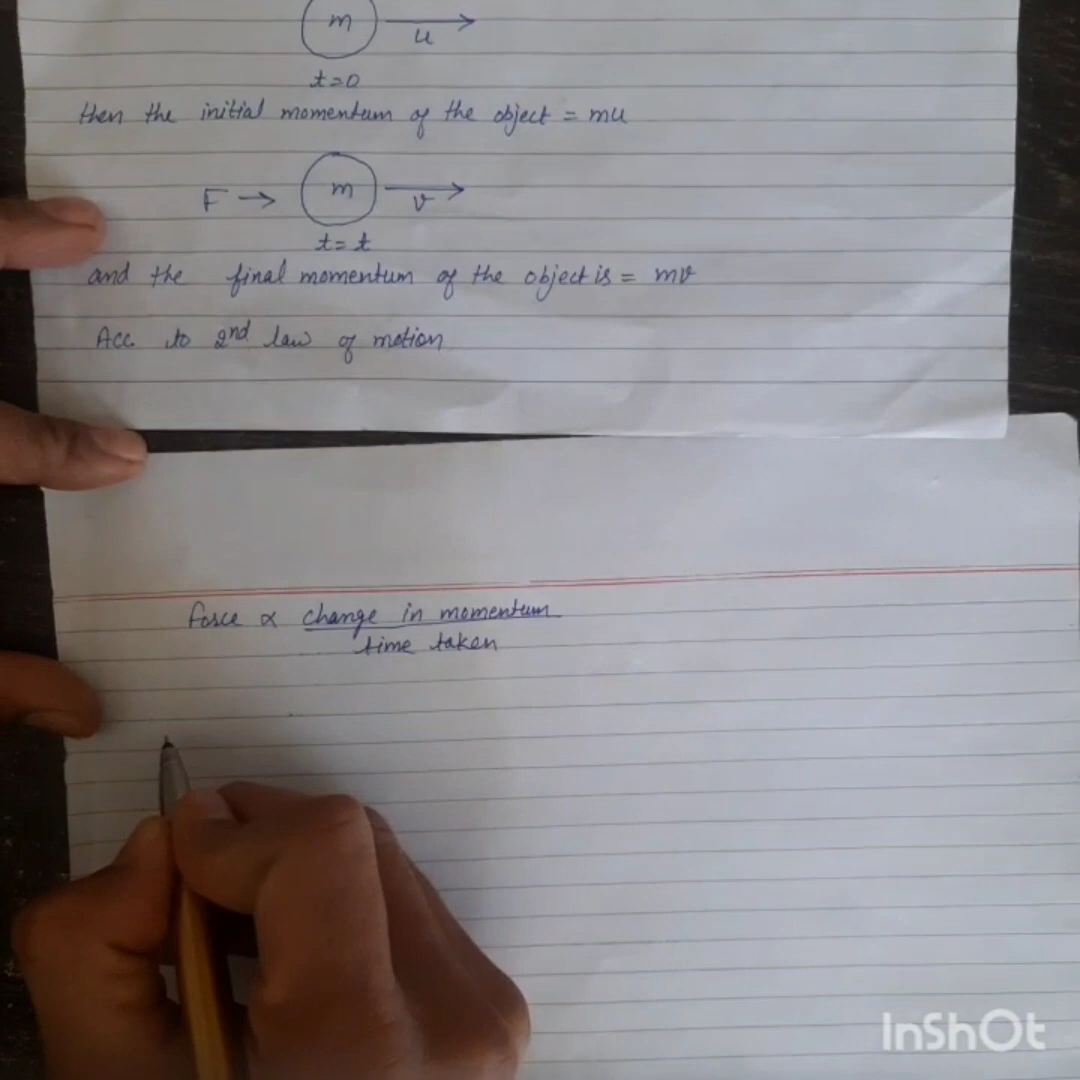 m
u
t=0
then the initial momentum of the object = mu
F → m
v
t= t
and the final momentum of the object is = mv
Acc. to 2nd law of motion
force ∝ change in momentum
time taken
InShOt